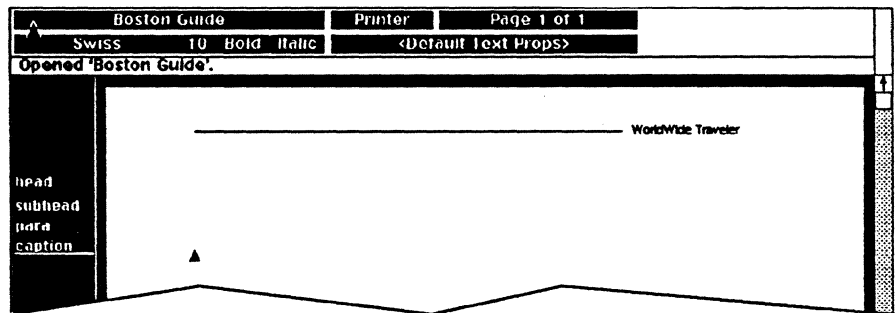 Boston Guide Printer Page 1 of 1
Swiss 10 Bold Italic <Default Text Props>
Opened 'Boston Guide'.
WorldWide Traveler
head
subhead
para
caption